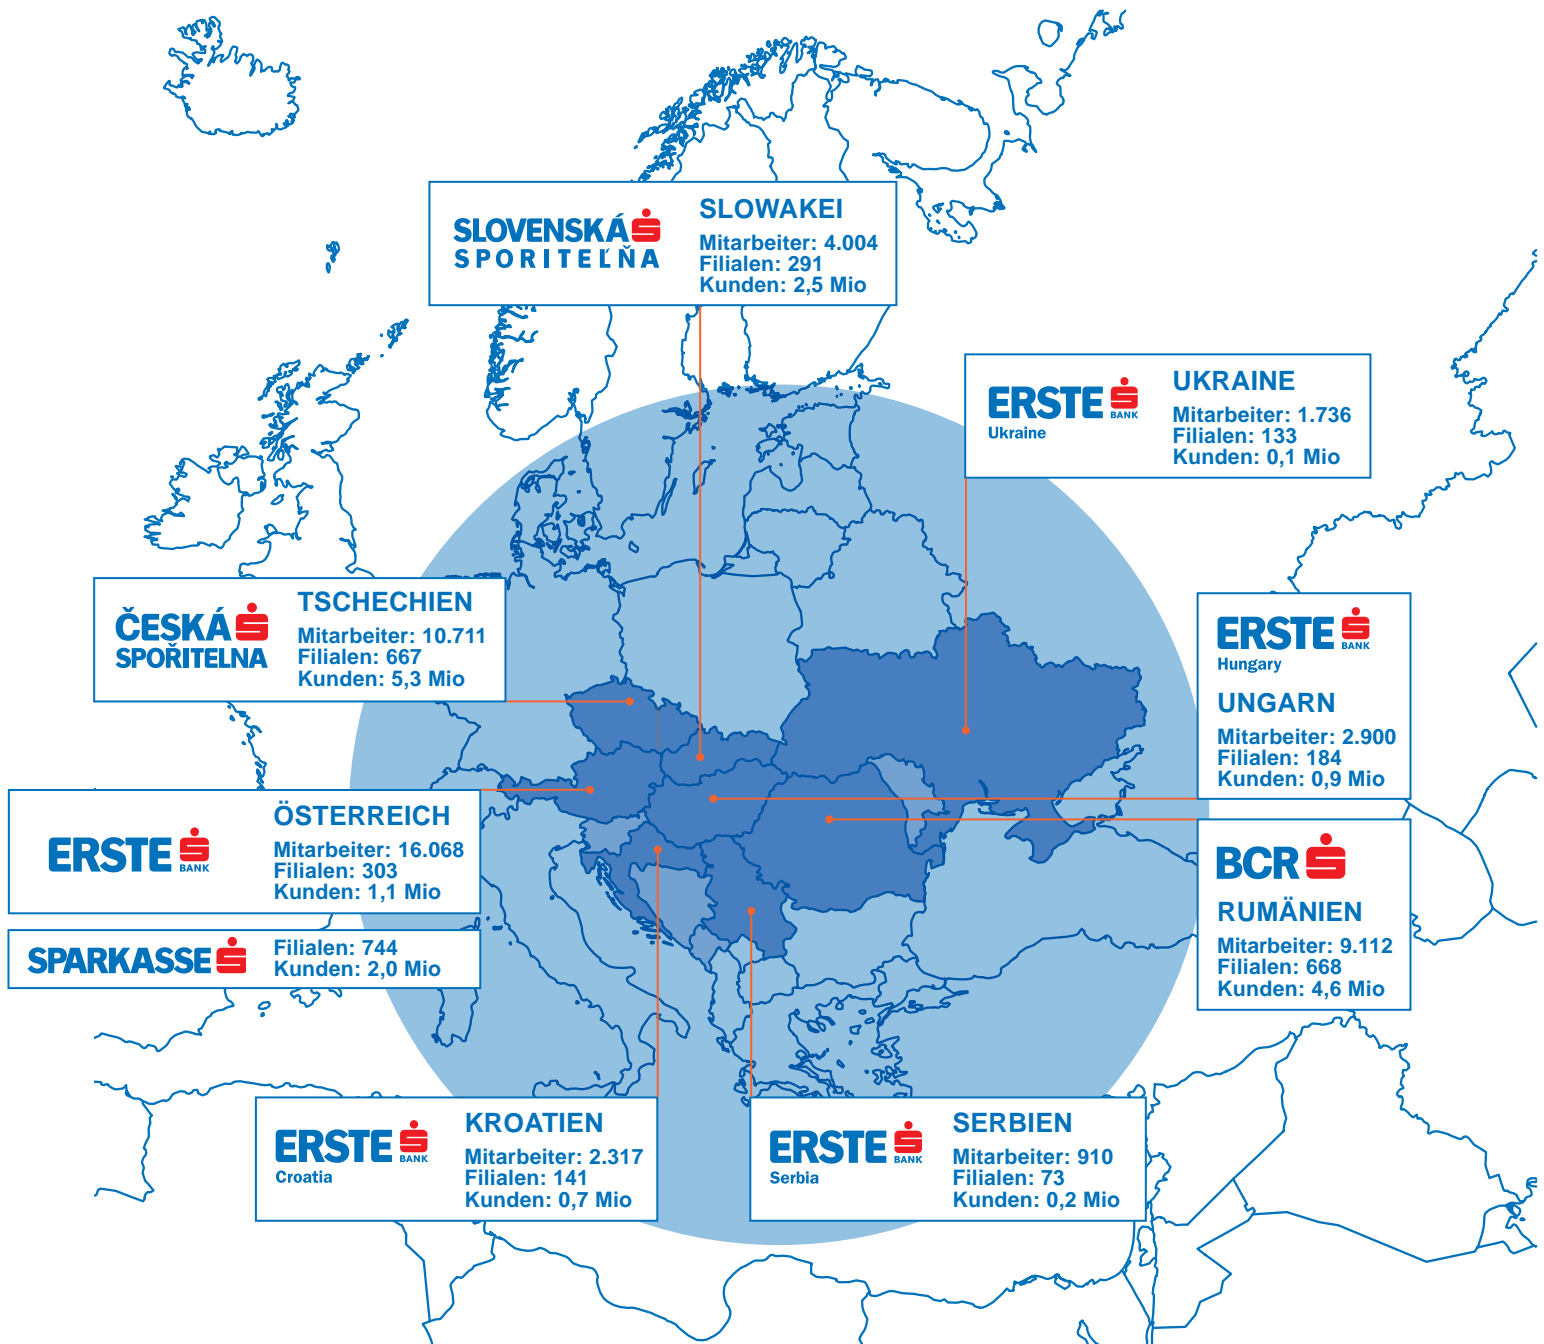 SLOVENSKÁ
SPORITEĽŇA
SLOWAKEI
Mitarbeiter: 4.004
Filialen: 291
Kunden: 2,5 Mio
ERSTE
BANK
Ukraine
UKRAINE
Mitarbeiter: 1.736
Filialen: 133
Kunden: 0,1 Mio
ČESKÁ
SPOŘITELNA
TSCHECHIEN
Mitarbeiter: 10.711
Filialen: 667
Kunden: 5,3 Mio
ERSTE
BANK
Hungary
UNGARN
Mitarbeiter: 2.900
Filialen: 184
Kunden: 0,9 Mio
ERSTE
BANK
ÖSTERREICH
Mitarbeiter: 16.068
Filialen: 303
Kunden: 1,1 Mio
SPARKASSE
Filialen: 744
Kunden: 2,0 Mio
BCR
RUMÄNIEN
Mitarbeiter: 9.112
Filialen: 668
Kunden: 4,6 Mio
ERSTE
BANK
Croatia
KROATIEN
Mitarbeiter: 2.317
Filialen: 141
Kunden: 0,7 Mio
ERSTE
BANK
Serbia
SERBIEN
Mitarbeiter: 910
Filialen: 73
Kunden: 0,2 Mio